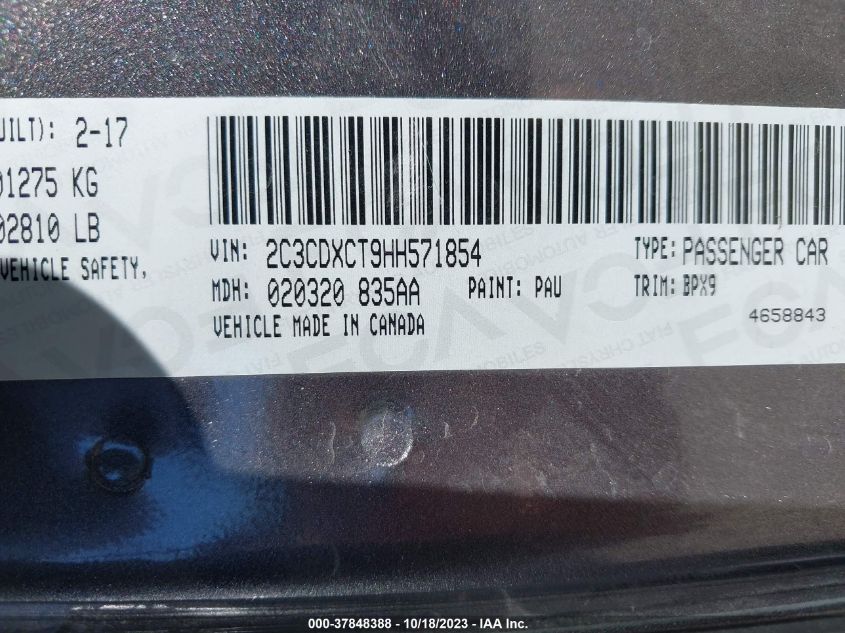 UILT): 2-17
01275 KG
02810 LB
VEHICLE SAFETY,
VIN: 2C3CDXCT9HH571854
TYPE: PASSENGER CAR
MDH: 020320 835AA
PAINT: PAU
TRIM: BPX9
VEHICLE MADE IN CANADA
4658843
000-37848388 - 10/18/2023 - IAA Inc.